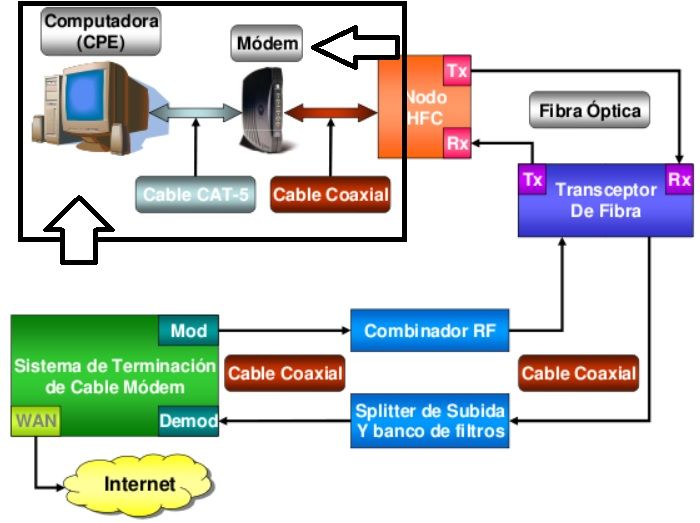 Computadora
(CPE)
Módem
Cable CAT-5
Cable Coaxial
Nodo
HFC
Tx
Rx
Fibra Óptica
Tx
Rx
Transceptor
De Fibra
Mod
Sistema de Terminación
de Cable Módem
WAN
Demod
Combinador RF
Cable Coaxial
Cable Coaxial
Splitter de Subida
Y banco de filtros
Internet